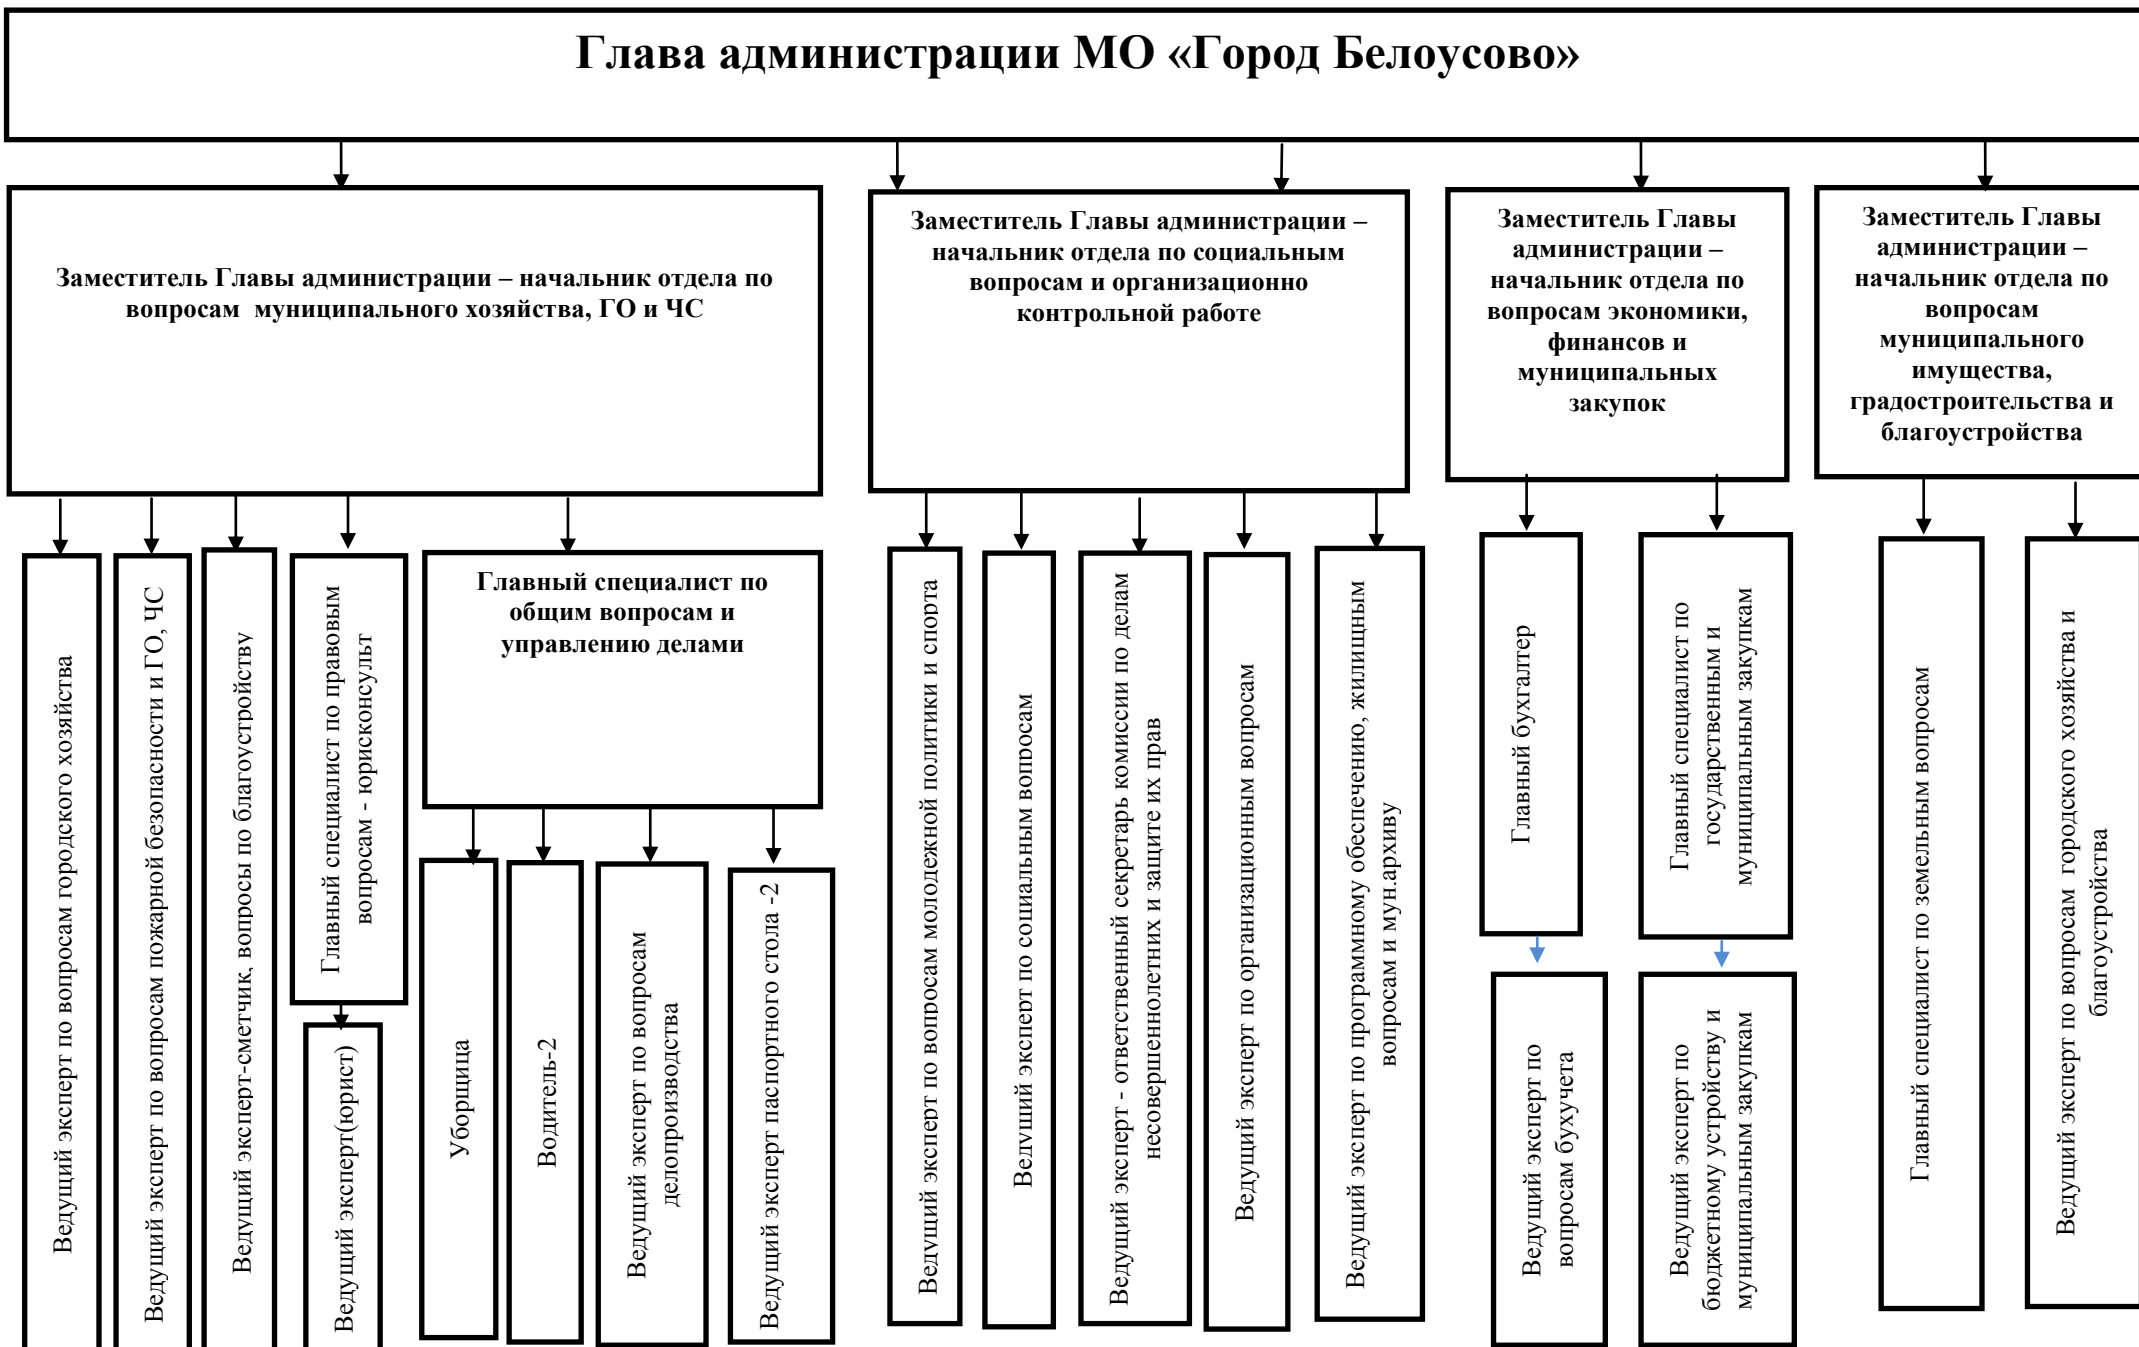 Глава администрации МО «Город Белоусово»
Заместитель Главы администрации – начальник отдела по
вопросам муниципального хозяйства, ГО и ЧС
Заместитель Главы администрации –
начальник отдела по социальным
вопросам и организационно
контрольной работе
Заместитель Главы
администрации –
начальник отдела по
вопросам экономики,
финансов и
муниципальных
закупок
Заместитель Главы
администрации –
начальник отдела по
вопросам
муниципального
имущества,
градостроительства и
благоустройства
Ведущий эксперт по вопросам городского хозяйства
Ведущий эксперт по вопросам пожарной безопасности и ГО, ЧС
Ведущий эксперт-сметчик, вопросы по благоустройству
Главный специалист по правовым
вопросам - юрисконсульт
Ведущий эксперт(юрист)
Главный специалист по
общим вопросам и
управлению делами
Уборщица
Водитель-2
Ведущий эксперт по вопросам
делопроизводства
Ведущий эксперт паспортного стола -2
Ведущий эксперт по вопросам молодежной политики и спорта
Ведущий эксперт по социальным вопросам
Ведущий эксперт - ответственный секретарь комиссии по делам
несовершеннолетних и защите их прав
Ведущий эксперт по организационным вопросам
Ведущий эксперт по программному обеспечению, жилищным
вопросам и мун.архиву
Главный бухгалтер
Ведущий эксперт по
вопросам бухучета
Главный специалист по
государственным и
муниципальным закупкам
Ведущий эксперт по
бюджетному устройству и
муниципальным закупкам
Главный специалист по земельным вопросам
Ведущий эксперт по вопросам городского хозяйства и
благоустройства